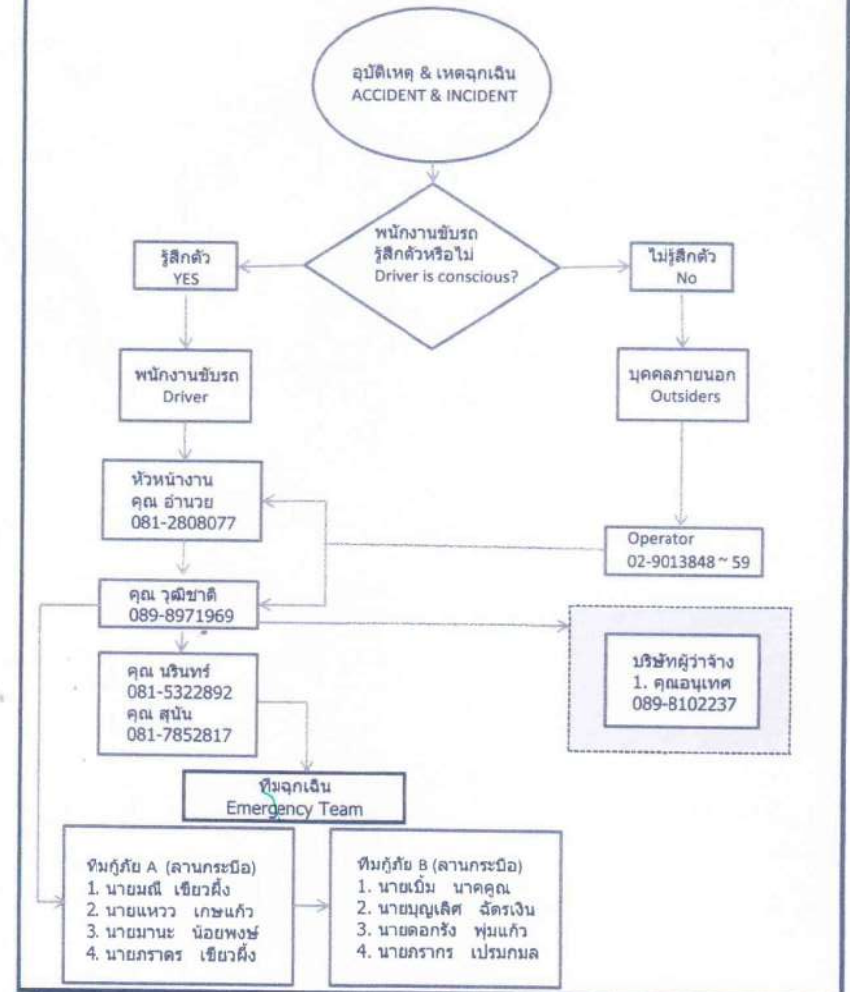 อุบัติเหตุ & เหตุฉุกเฉิน
ACCIDENT & INCIDENT
พนักงานขับรถ
รู้สึกตัวหรือไม่
Driver is conscious?
รู้สึกตัว
YES
ไม่รู้สึกตัว
No
พนักงานขับรถ
Driver
บุคคลภายนอก
Outsiders
หัวหน้างาน
คุณ อำนวย
081-2808077
Operator
02-9013848 ~ 59
คุณ วุฒิชาติ
089-8971969
บริษัทผู้ว่าจ้าง
1. คุณอนุเทศ
089-8102237
คุณ นรินทร์
081-5322892
คุณ สุนัน
081-7852817
ทีมฉุกเฉิน
Emergency Team
ทีมกู้ภัย A (ลานกระบือ)
1. นายมณี เขียวผึ้ง
2. นายแหวว เกษแก้ว
3. นายมานะ น้อยพงษ์
4. นายภราดร เขียวผึ้ง
ทีมกู้ภัย B (ลานกระบือ)
1. นายเบิ้ม นาคคูณ
2. นายบุญเลิศ ฉัตรเงิน
3. นายดอกรัง พุ่มแก้ว
4. นายภรากร เปรมกมล